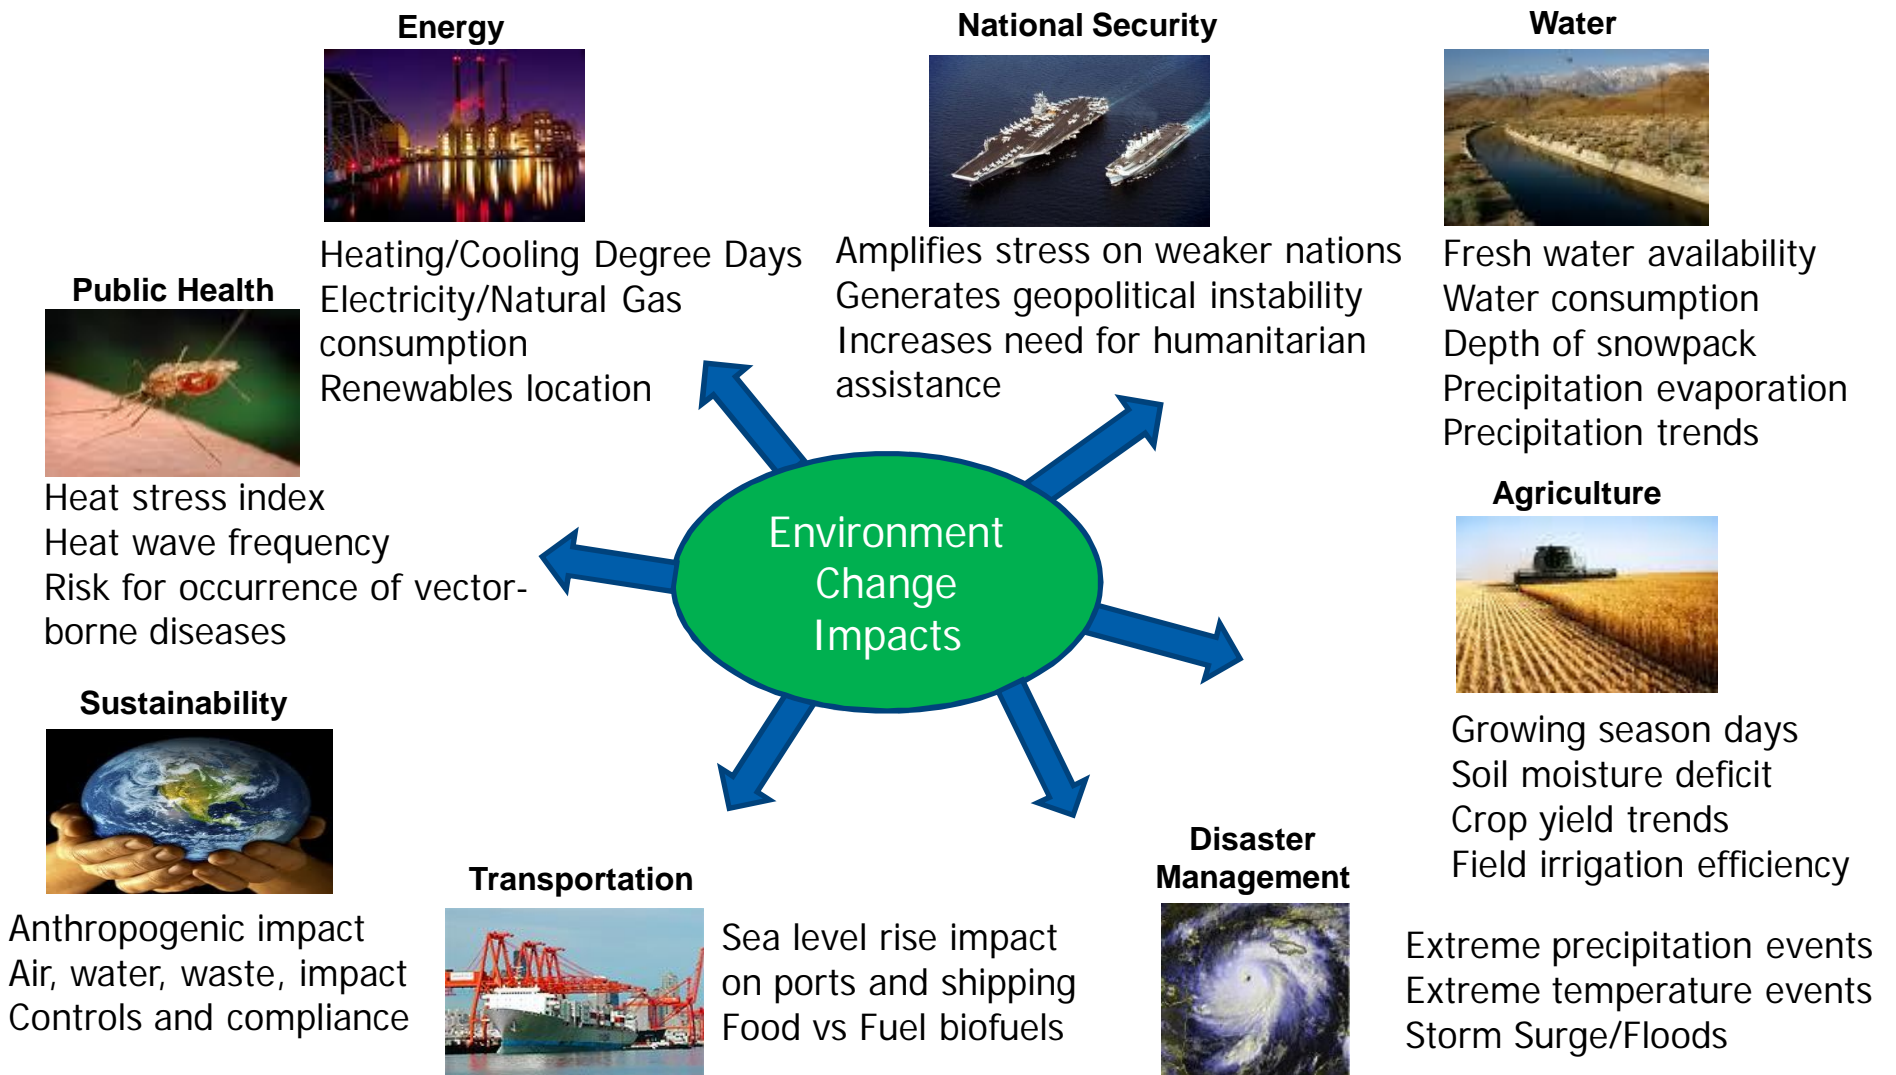 Energy
Heating/Cooling Degree Days
Electricity/Natural Gas
consumption
Renewables location
National Security
Amplifies stress on weaker nations
Generates geopolitical instability
Increases need for humanitarian
assistance
Water
Fresh water availability
Water consumption
Depth of snowpack
Precipitation evaporation
Precipitation trends
Public Health
Heat stress index
Heat wave frequency
Risk for occurrence of vector-
borne diseases
Environment
Change
Impacts
Agriculture
Growing season days
Soil moisture deficit
Crop yield trends
Field irrigation efficiency
Sustainability
Anthropogenic impact
Air, water, waste, impact
Controls and compliance
Transportation
Sea level rise impact
on ports and shipping
Food vs Fuel biofuels
Disaster
Management
Extreme precipitation events
Extreme temperature events
Storm Surge/Floods